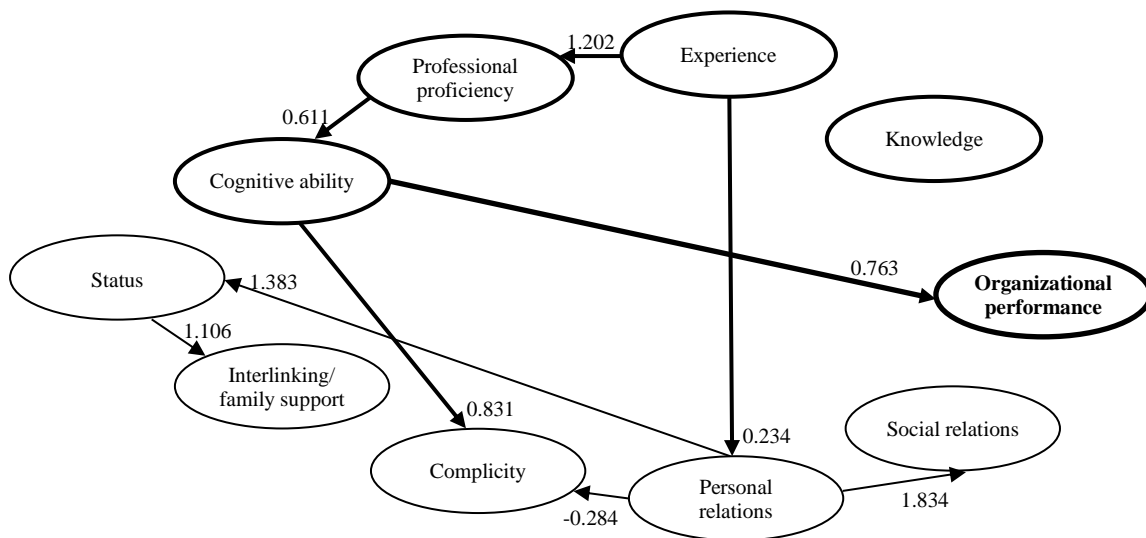 1.202
Experience
Professional
proficiency
0.611
Knowledge
Cognitive ability
0.763
Organizational
performance
Status
1.383
1.106
Interlinking/
family support
0.831
0.234
Social relations
Complicity
Personal
relations
-0.284
1.834